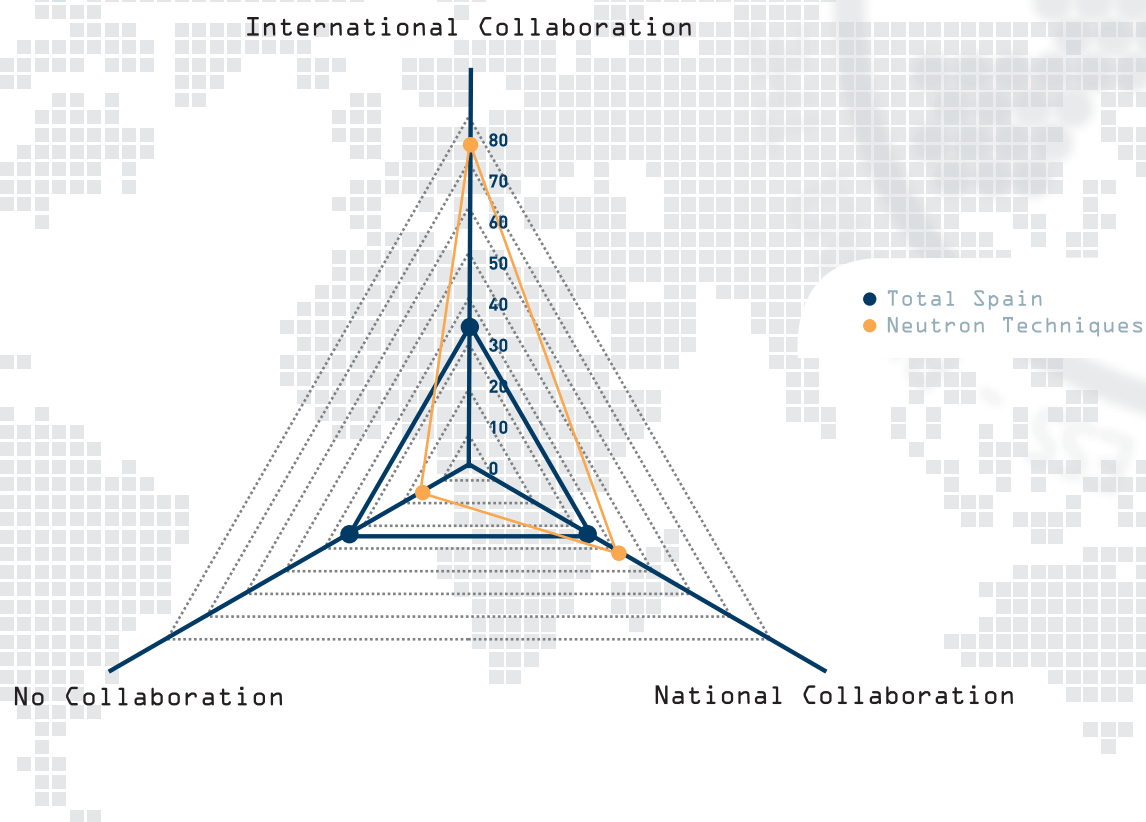 International Collaboration
80
70
60
50
40
30
20
10
0
Total Spain
Neutron Techniques
No Collaboration
National Collaboration